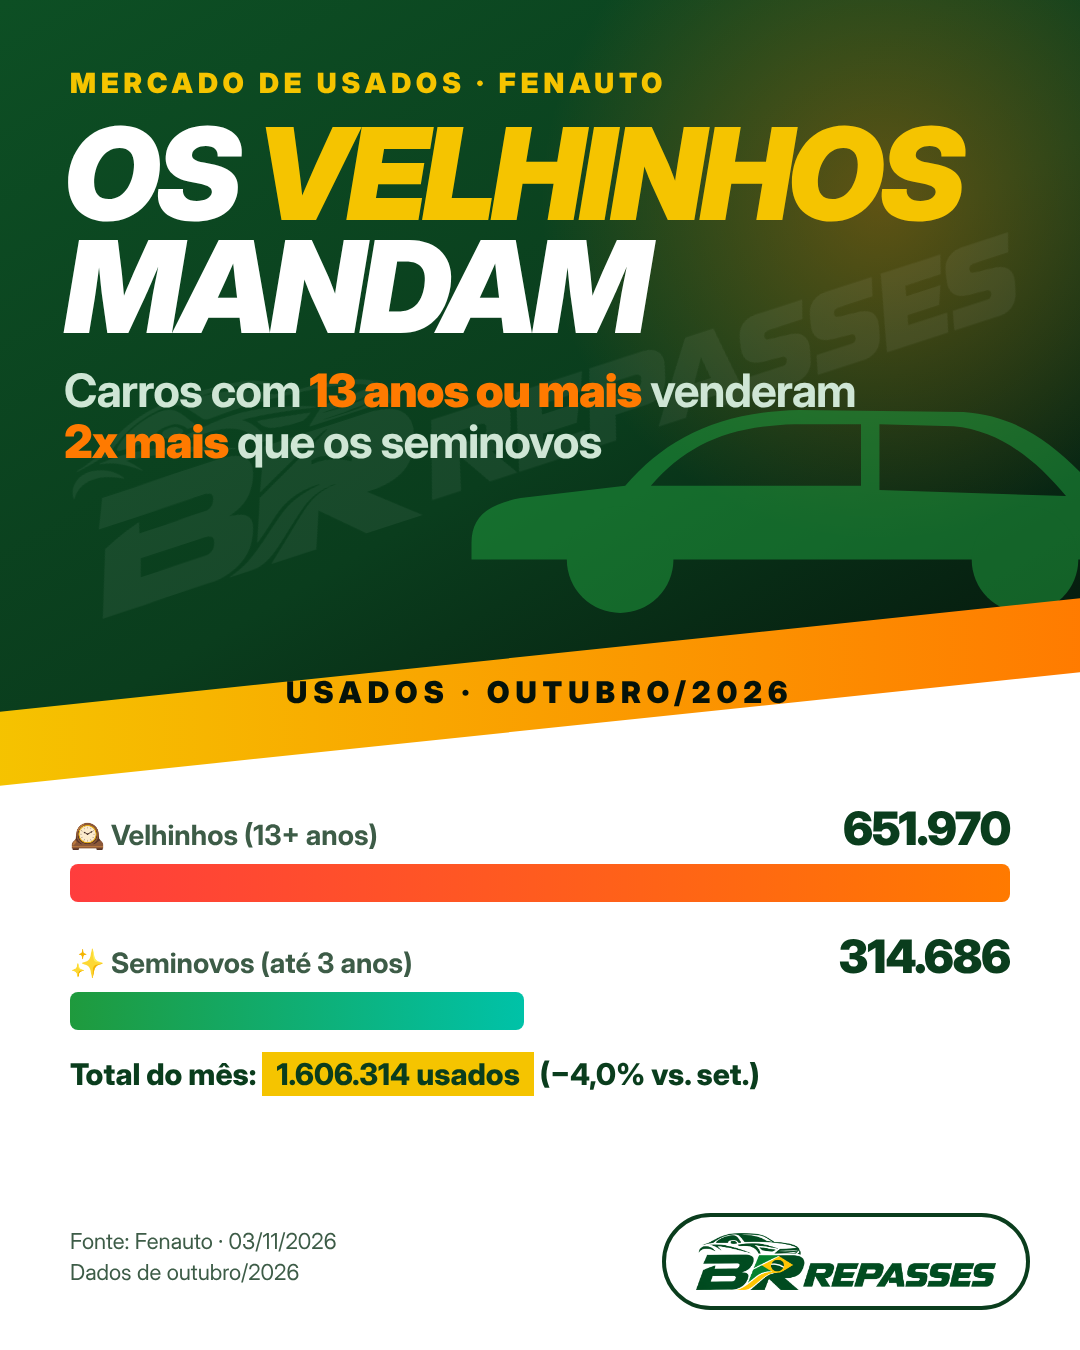 MERCADO DE USADOS · FENAUTO
OS VELHINHOS
MANDAM
Carros com 13 anos ou mais venderam
2x mais que os seminovos
BR REPASSES
USADOS · OUTUBRO/2026
🕰️ Velhinhos (13+ anos) 651.970
✨ Seminovos (até 3 anos) 314.686
Total do mês: 1.606.314 usados (−4,0% vs. set.)
Fonte: Fenauto · 03/11/2026
Dados de outubro/2026
BR REPASSES